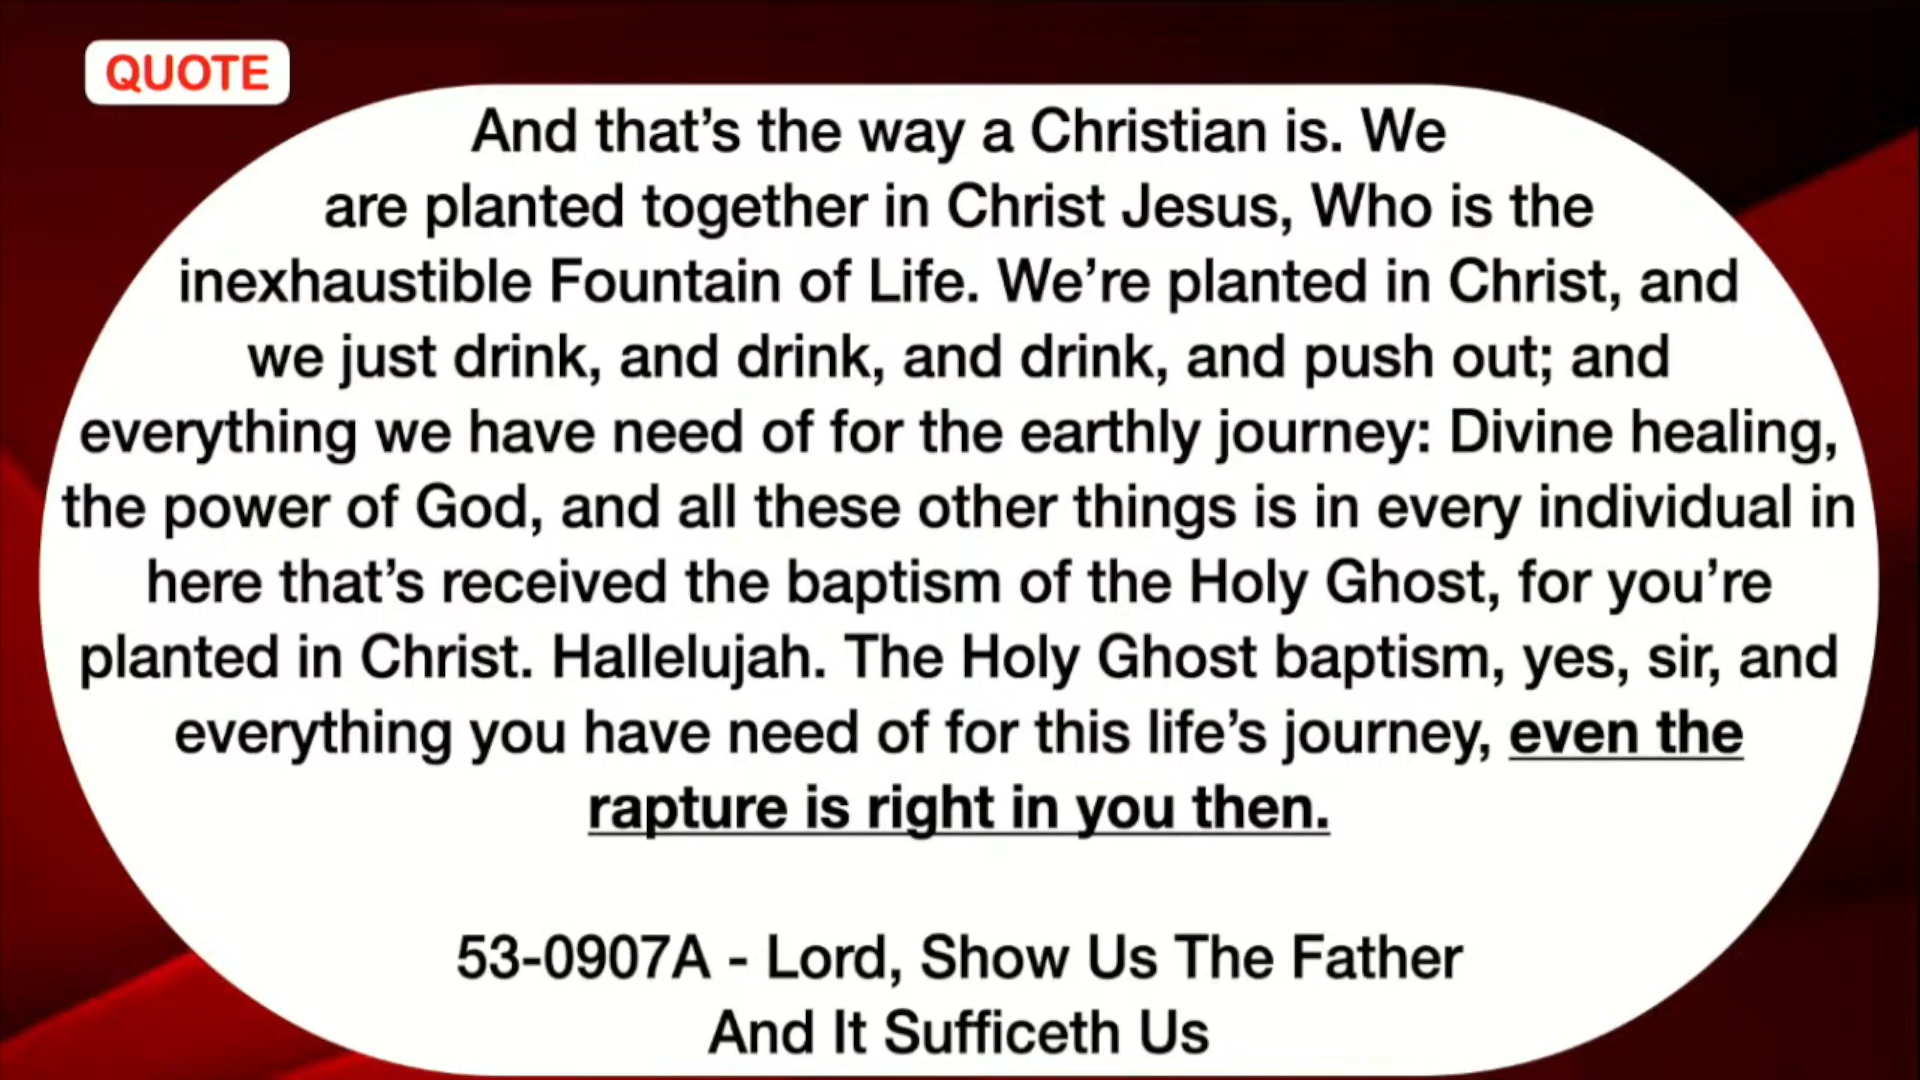 QUOTE
And that’s the way a Christian is. We
are planted together in Christ Jesus, Who is the
inexhaustible Fountain of Life. We’re planted in Christ, and
we just drink, and drink, and drink, and push out; and
everything we have need of for the earthly journey: Divine healing,
the power of God, and all these other things is in every individual in
here that’s received the baptism of the Holy Ghost, for you’re
planted in Christ. Hallelujah. The Holy Ghost baptism, yes, sir, and
everything you have need of for this life’s journey, even the
rapture is right in you then.
53-0907A - Lord, Show Us The Father
And It Sufficeth Us